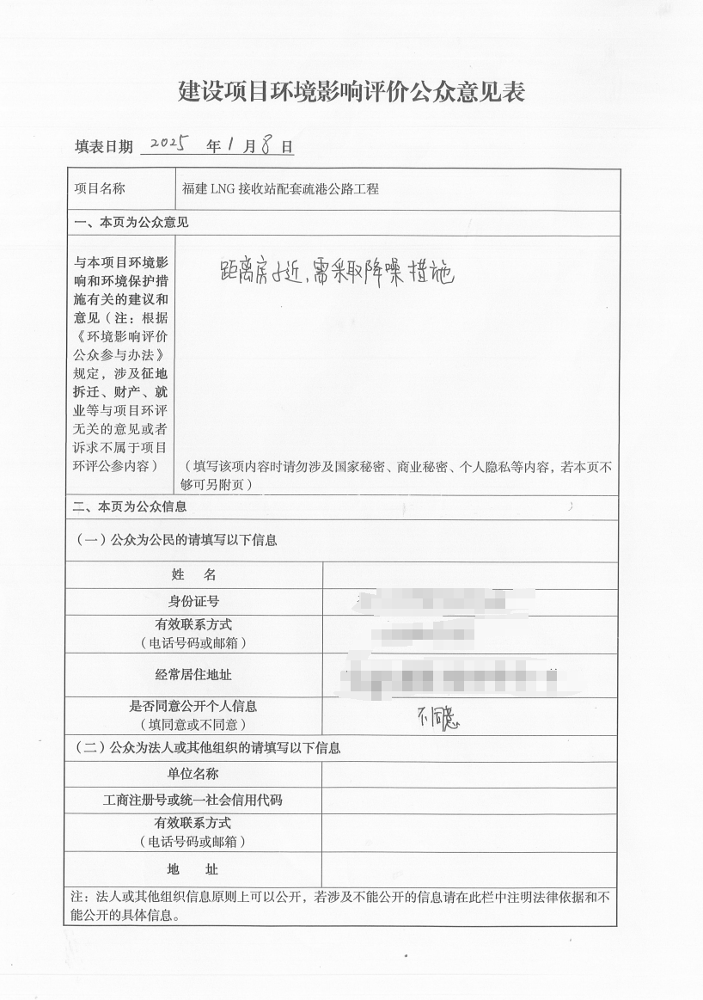 建设项目环境影响评价公众意见表
填表日期 2025 年 1 月 8 日
项目名称 福建 LNG 接收站配套疏港公路工程
一、本页为公众意见
与本项目环境影
响和环境保护措
施有关的建议和
意见（注：根据
《环境影响评价
公众参与办法》
规定，涉及征地
拆迁、财产、就
业等与项目环评
无关的意见或者
诉求不属于项目
环评公参内容）
距离房子近，需采取降噪措施
（填写该项内容时请勿涉及国家秘密、商业秘密、个人隐私等内容，若本页不
够可另附页）
二、本页为公众信息
（一）公众为公民的请填写以下信息
姓 名
身份证号
有效联系方式
（电话号码或邮箱）
经常居住地址
是否同意公开个人信息
（填同意或不同意）
不同意
（二）公众为法人或其他组织的请填写以下信息
单位名称
工商注册号或统一社会信用代码
有效联系方式
（电话号码或邮箱）
地 址
注：法人或其他组织信息原则上可以公开，若涉及不能公开的信息请在此栏中注明法律依据和不
能公开的具体信息。